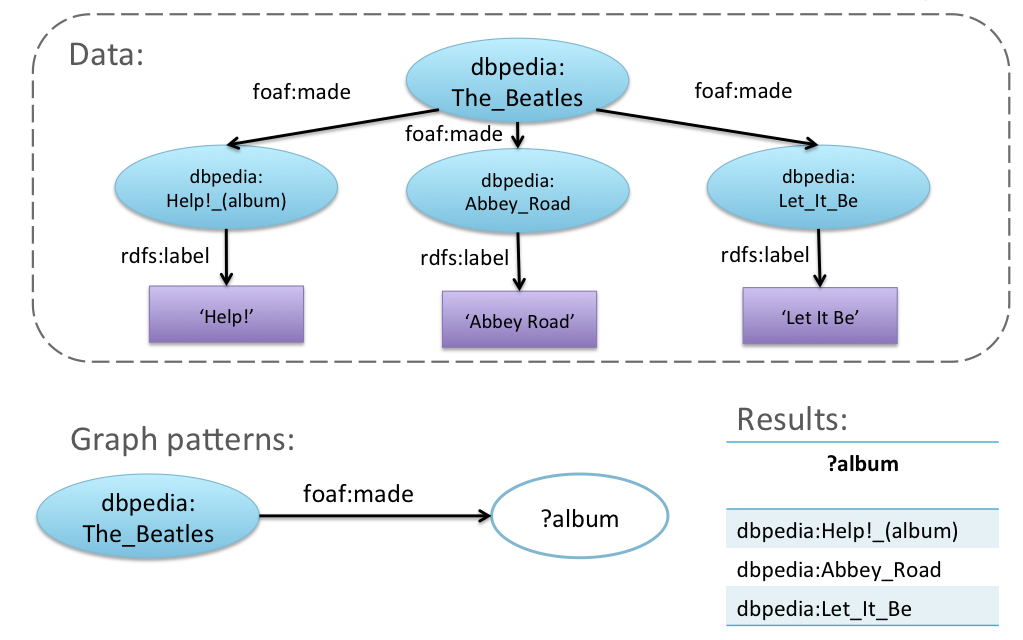 Data:
dbpedia:
The_Beatles
foaf:made
foaf:made
foaf:made
dbpedia:
Help!_(album)
dbpedia:
Abbey_Road
dbpedia:
Let_It_Be
rdfs:label
rdfs:label
rdfs:label
‘Help!’
‘Abbey Road’
‘Let It Be’
Graph patterns:
dbpedia:
The_Beatles
foaf:made
?album
Results:
?album
dbpedia:Help!_(album)
dbpedia:Abbey_Road
dbpedia:Let_It_Be